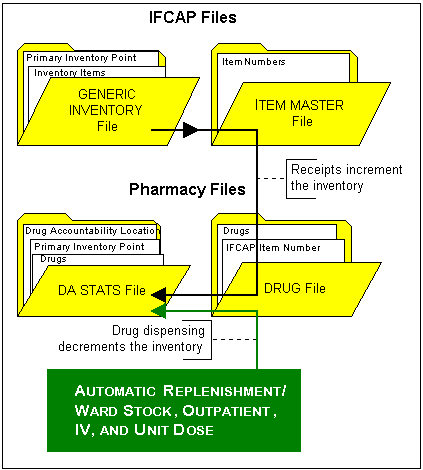 IFCAP Files
Primary Inventory Point
Inventory Items
GENERIC
INVENTORY
File
Item Numbers
ITEM MASTER
File
Receipts increment
the inventory
Pharmacy Files
Drug Accountability Location
Primary Inventory Point
Drugs
DA STATS File
Drugs
IFCAP Item Number
DRUG File
Drug dispensing
decrements the inventory
AUTOMATIC REPLENISHMENT/
WARD STOCK, OUTPATIENT,
IV, AND UNIT DOSE